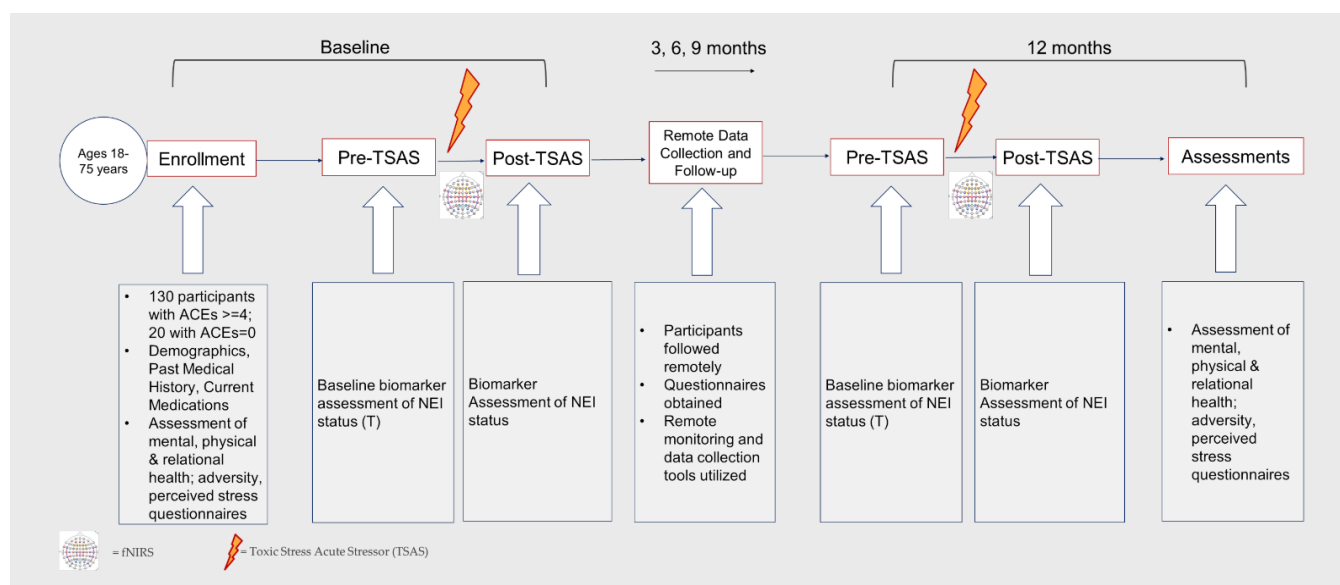 Baseline
3, 6, 9 months
12 months
Ages 18-
75 years
Enrollment
Pre-TSAS
Post-TSAS
Remote Data
Collection and
Follow-up
Pre-TSAS
Post-TSAS
Assessments
• 130 participants
with ACEs >=4;
20 with ACEs=0
• Demographics,
Past Medical
History, Current
Medications
• Assessment of
mental, physical
& relational
health; adversity,
perceived stress
questionnaires
Baseline biomarker
assessment of NEI
status (T)
Biomarker
Assessment of NEI
status
• Participants
followed
remotely
• Questionnaires
obtained
• Remote
monitoring and
data collection
tools utilized
Baseline biomarker
assessment of NEI
status (T)
Biomarker
Assessment of NEI
status
• Assessment of
mental,
physical &
relational
health;
adversity,
perceived
stress
questionnaires
= fNIRS
= Toxic Stress Acute Stressor (TSAS)